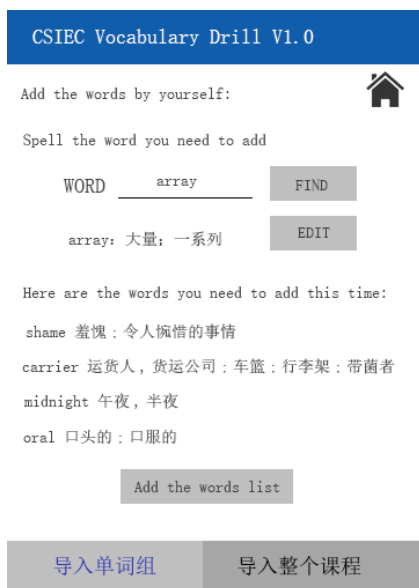 CSIEC Vocabulary Drill V1.0
Add the words by yourself:
Spell the word you need to add
WORD array FIND
array: 大量; 一系列 EDIT
Here are the words you need to add this time:
shame 羞愧;令人惋惜的事情
carrier 运货人, 货运公司;车篮;行李架;带菌者
midnight 午夜, 半夜
oral 口头的;口服的
Add the words list
导入单词组 导入整个课程